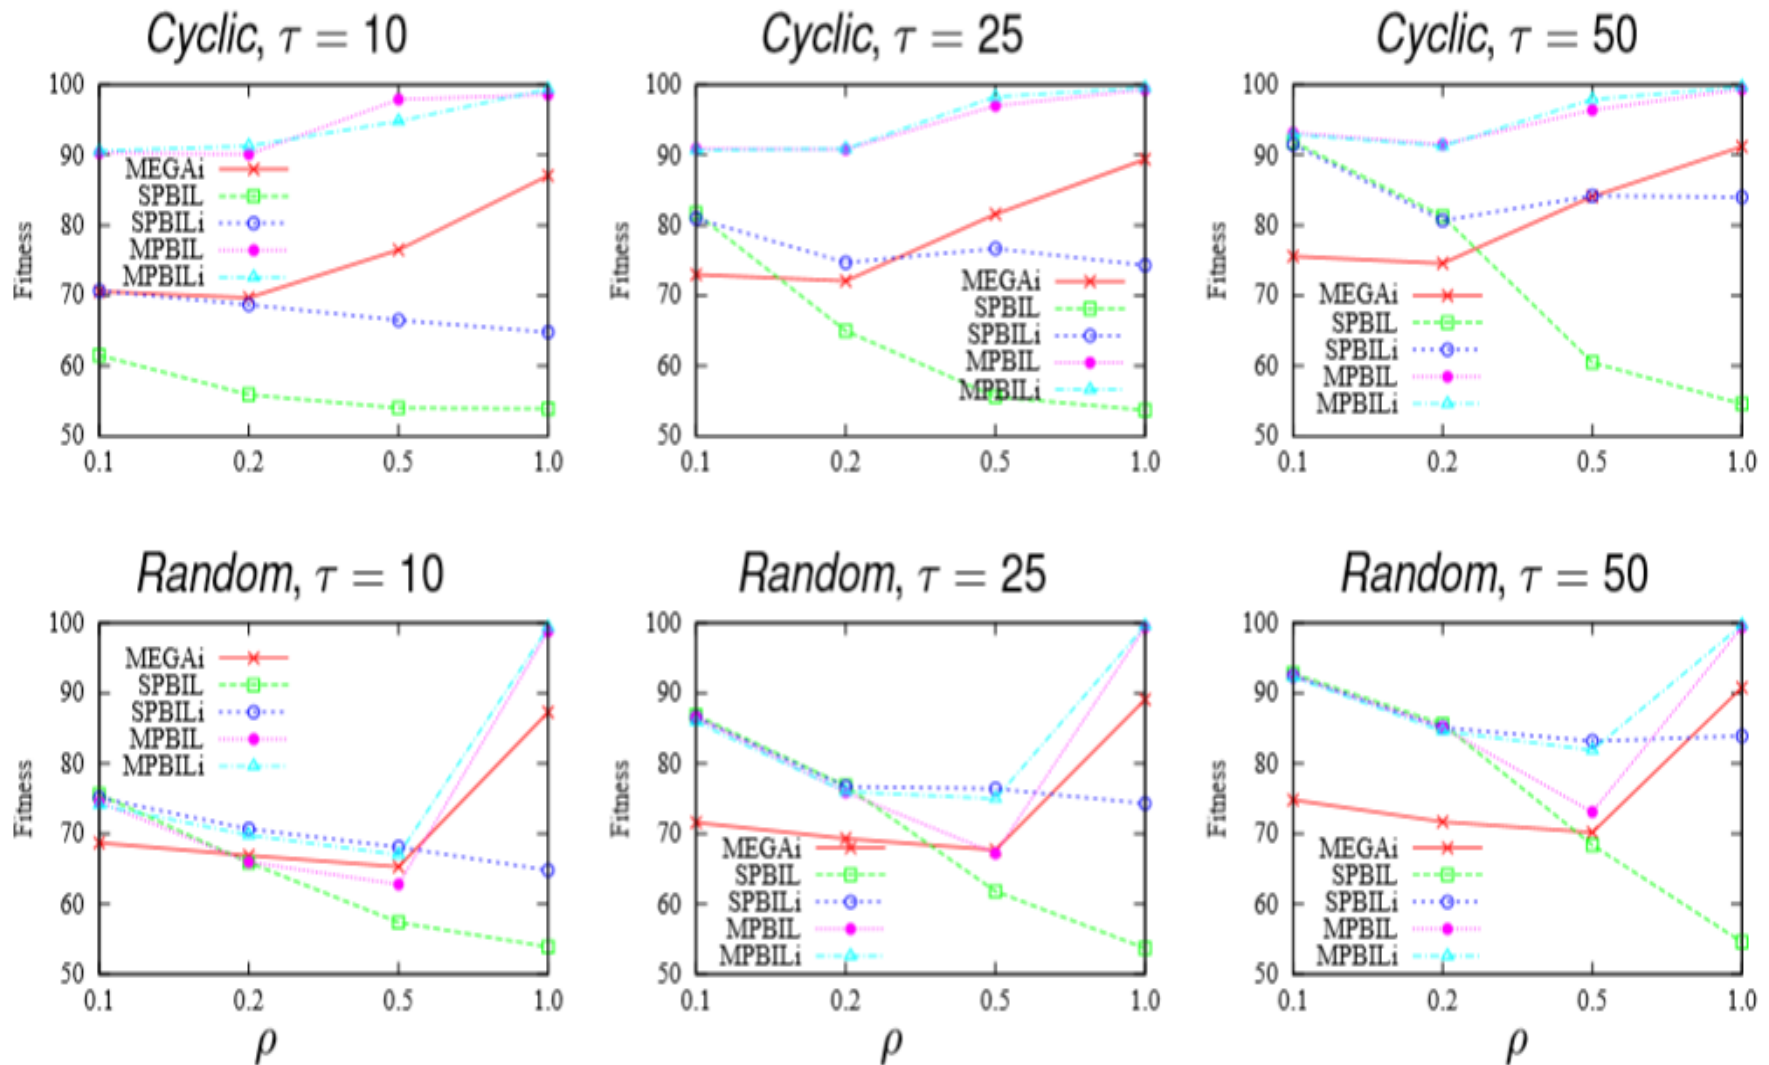 Cyclic, τ = 10
100
90
80
70
60
50
Fitness
MEGAi
SPBIL
SPBILi
MPBIL
MPBILi
0.1 0.2 0.5 1.0
Cyclic, τ = 25
100
90
80
70
60
50
Fitness
MEGAi
SPBIL
SPBILi
MPBIL
MPBILi
0.1 0.2 0.5 1.0
Cyclic, τ = 50
100
90
80
70
60
50
Fitness
MEGAi
SPBIL
SPBILi
MPBIL
MPBILi
0.1 0.2 0.5 1.0
Random, τ = 10
100
90
80
70
60
50
Fitness
MEGAi
SPBIL
SPBILi
MPBIL
MPBILi
0.1 0.2 0.5 1.0
ρ
Random, τ = 25
100
90
80
70
60
50
Fitness
MEGAi
SPBIL
SPBILi
MPBIL
MPBILi
0.1 0.2 0.5 1.0
ρ
Random, τ = 50
100
90
80
70
60
50
Fitness
MEGAi
SPBIL
SPBILi
MPBIL
MPBILi
0.1 0.2 0.5 1.0
ρ